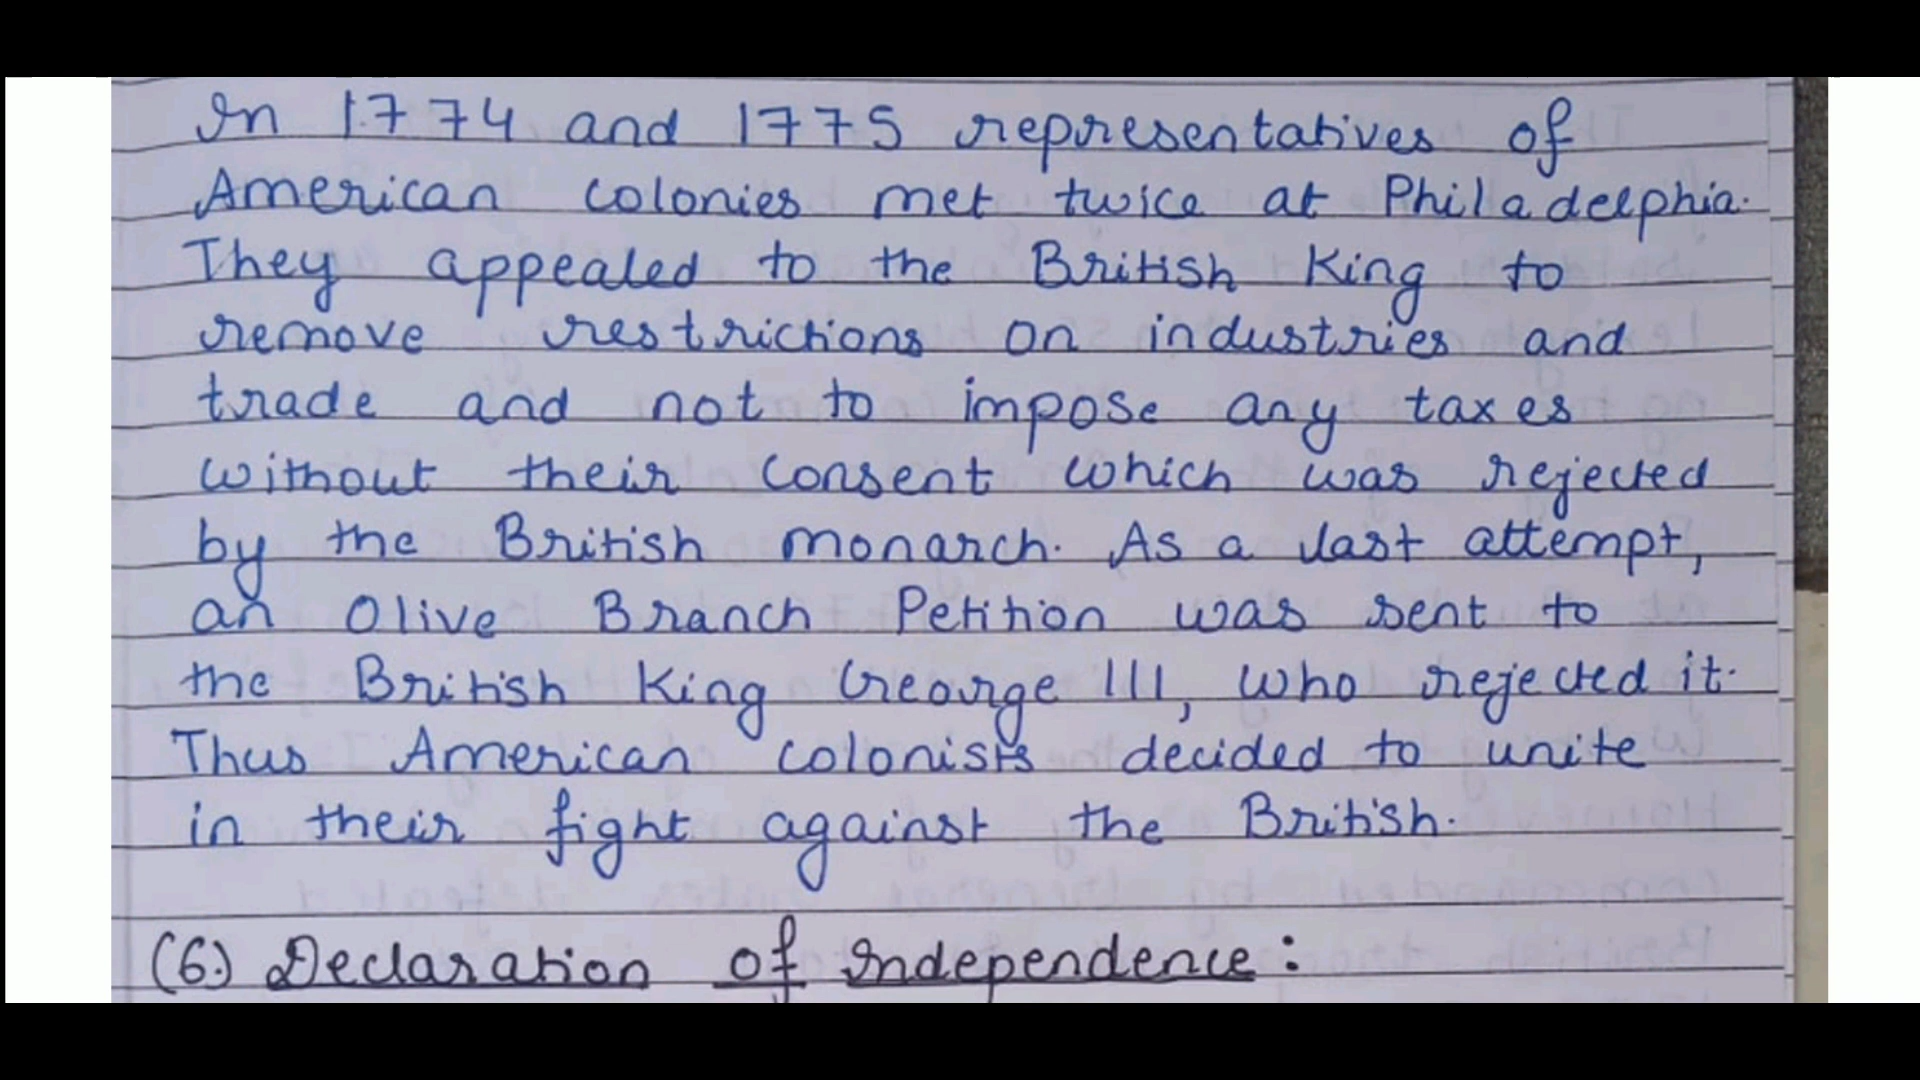 In 1774 and 1775 representatives of
American colonies met twice at Philadelphia.
They appealed to the British King to
remove restrictions on industries and
trade and not to impose any taxes
without their consent which was rejected
by the British monarch. As a last attempt,
an Olive Branch Petition was sent to
the British King George III, who rejected it.
Thus American colonists decided to unite
in their fight against the British.
(6.) Declaration of Independence: